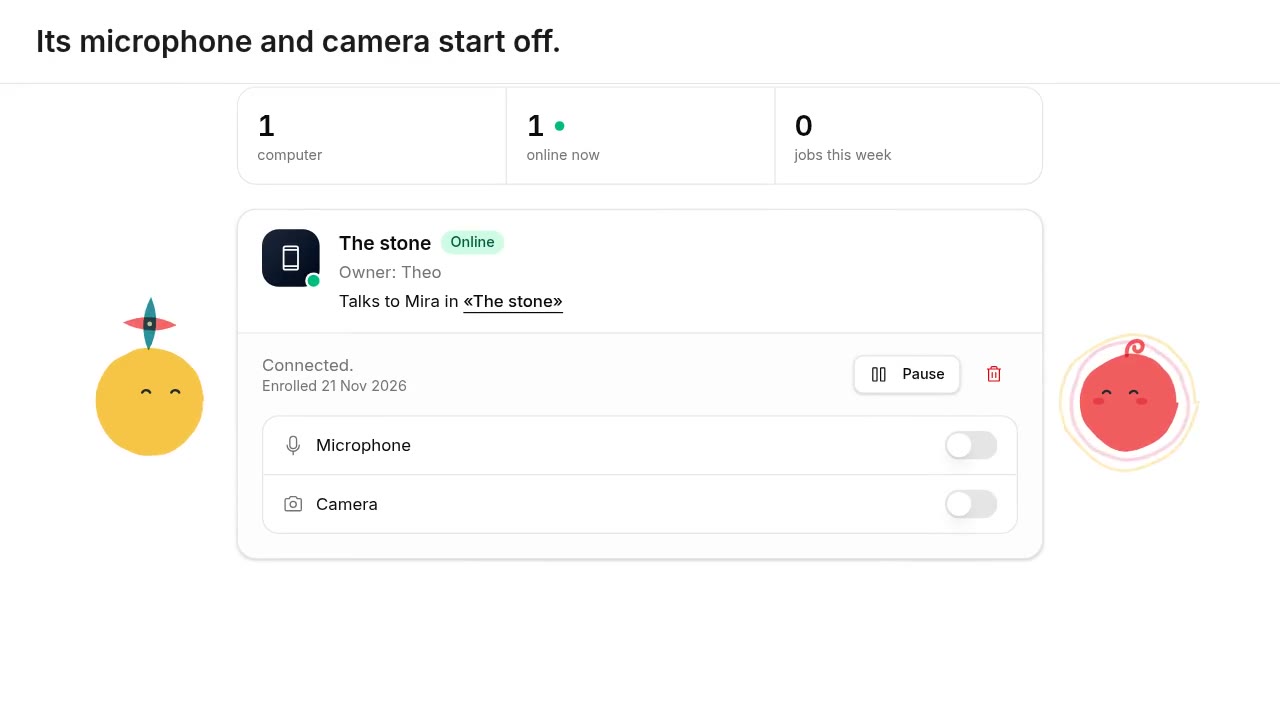 Its microphone and camera start off.
1
computer
1
online now
0
jobs this week
The stone
Online
Owner: Theo
Talks to Mira in «The stone»
Connected.
Enrolled 21 Nov 2026
Pause
Microphone
Camera